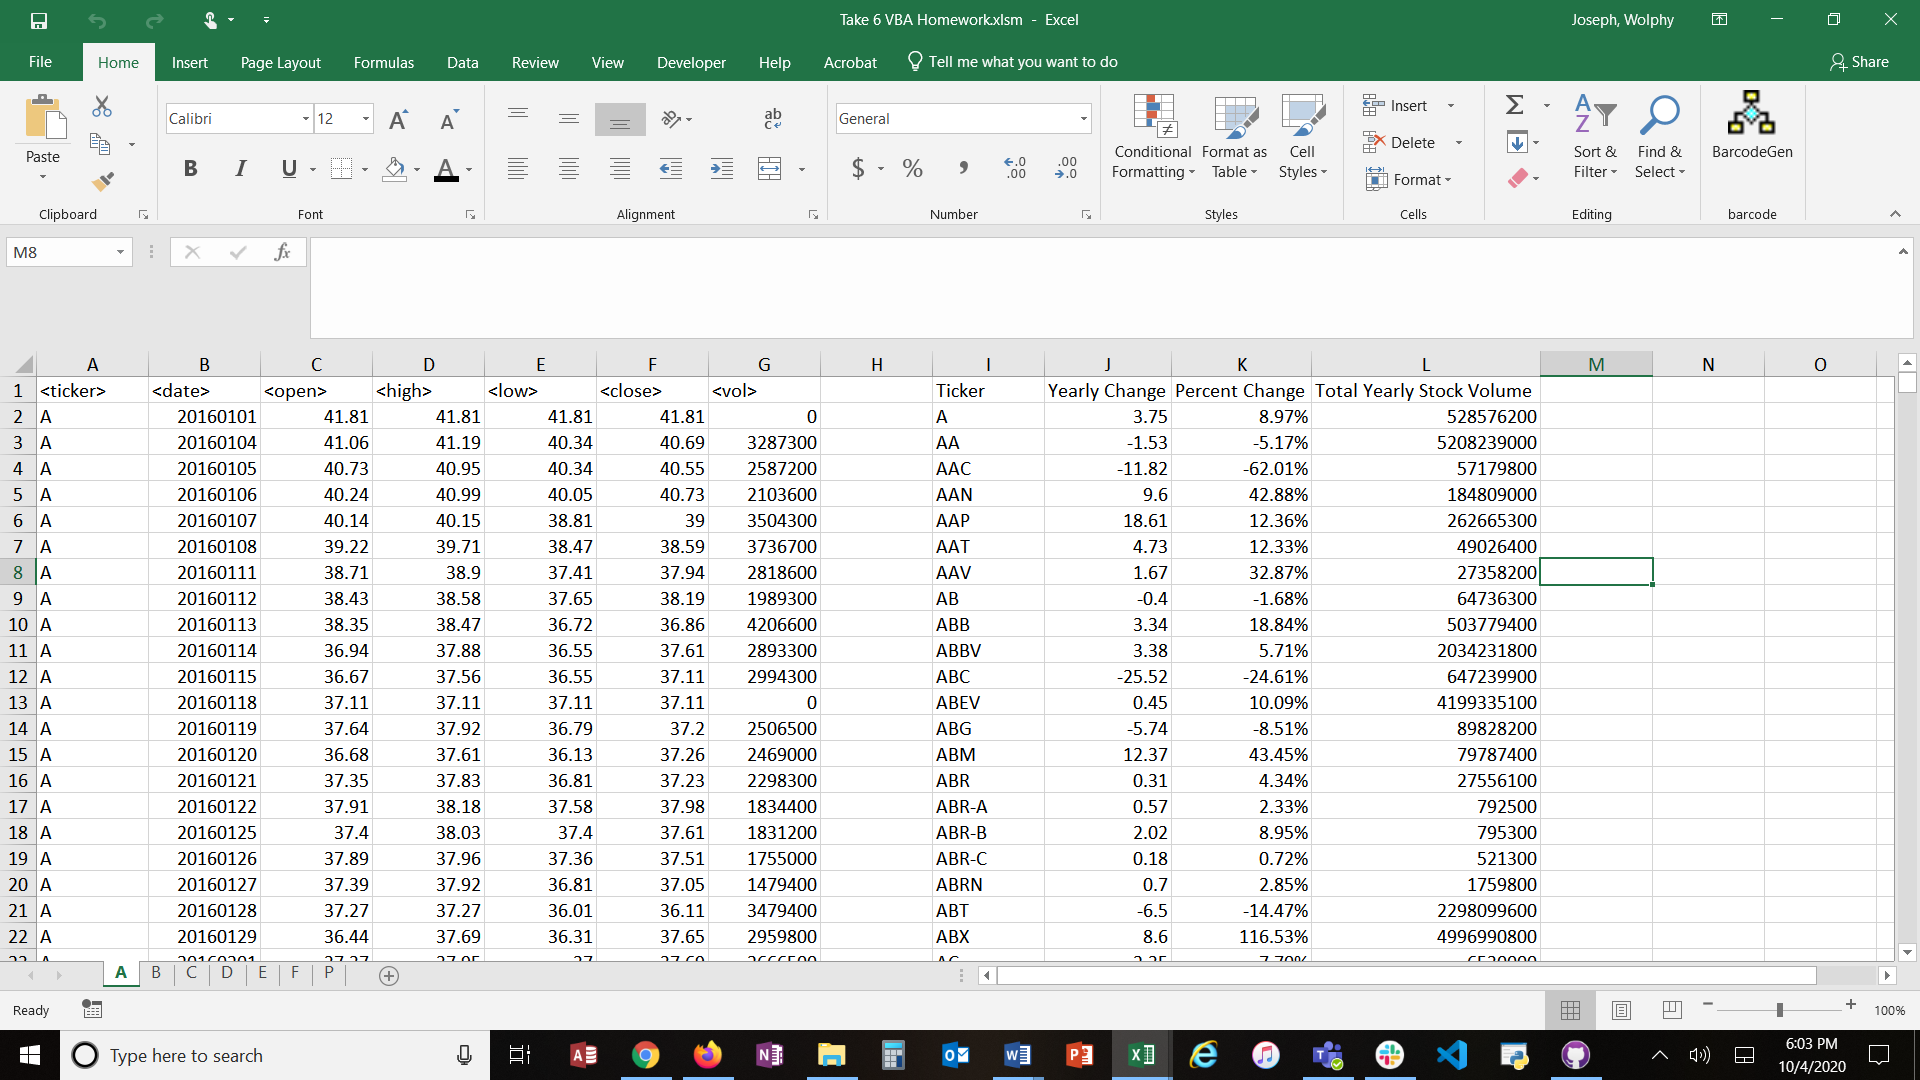 Take 6 VBA Homework.xlsm - Excel
Joseph, Wolphy
File Home Insert Page Layout Formulas Data Review View Developer Help Acrobat Tell me what you want to do Share
Paste
Calibri 12
B I U
ab
General
$ % ,
Conditional Formatting
Format as Table
Cell Styles
Insert
Delete
Format
Sort & Filter
Find & Select
BarcodeGen
Clipboard Font Alignment Number Styles Cells Editing barcode
M8 fx
A B C D E F G H I J K L M N O
1 <ticker> <date> <open> <high> <low> <close> <vol> Ticker Yearly Change Percent Change Total Yearly Stock Volume
2 A 20160101 41.81 41.81 41.81 41.81 0 A 3.75 8.97% 528576200
3 A 20160104 41.06 41.19 40.34 40.69 3287300 AA -1.53 -5.17% 5208239000
4 A 20160105 40.73 40.95 40.34 40.55 2587200 AAC -11.82 -62.01% 57179800
5 A 20160106 40.24 40.99 40.05 40.73 2103600 AAN 9.6 42.88% 184809000
6 A 20160107 40.14 40.15 38.81 39 3504300 AAP 18.61 12.36% 262665300
7 A 20160108 39.22 39.71 38.47 38.59 3736700 AAT 4.73 12.33% 49026400
8 A 20160111 38.71 38.9 37.41 37.94 2818600 AAV 1.67 32.87% 27358200
9 A 20160112 38.43 38.58 37.65 38.19 1989300 AB -0.4 -1.68% 64736300
10 A 20160113 38.35 38.47 36.72 36.86 4206600 ABB 3.34 18.84% 503779400
11 A 20160114 36.94 37.88 36.55 37.61 2893300 ABBV 3.38 5.71% 2034231800
12 A 20160115 36.67 37.56 36.55 37.11 2994300 ABC -25.52 -24.61% 647239900
13 A 20160118 37.11 37.11 37.11 37.11 0 ABEV 0.45 10.09% 4199335100
14 A 20160119 37.64 37.92 36.79 37.2 2506500 ABG -5.74 -8.51% 89828200
15 A 20160120 36.68 37.61 36.13 37.26 2469000 ABM 12.37 43.45% 79787400
16 A 20160121 37.35 37.83 36.81 37.23 2298300 ABR 0.31 4.34% 27556100
17 A 20160122 37.91 38.18 37.58 37.98 1834400 ABR-A 0.57 2.33% 792500
18 A 20160125 37.4 38.03 37.4 37.61 1831200 ABR-B 2.02 8.95% 795300
19 A 20160126 37.89 37.96 37.36 37.51 1755000 ABR-C 0.18 0.72% 521300
20 A 20160127 37.39 37.92 36.81 37.05 1479400 ABRN 0.7 2.85% 1759800
21 A 20160128 37.27 37.27 36.01 36.11 3479400 ABT -6.5 -14.47% 2298099600
22 A 20160129 36.44 37.69 36.31 37.65 2959800 ABX 8.6 116.53% 4996990800
A B C D E F P
Ready 100%
Type here to search
6:03 PM
10/4/2020